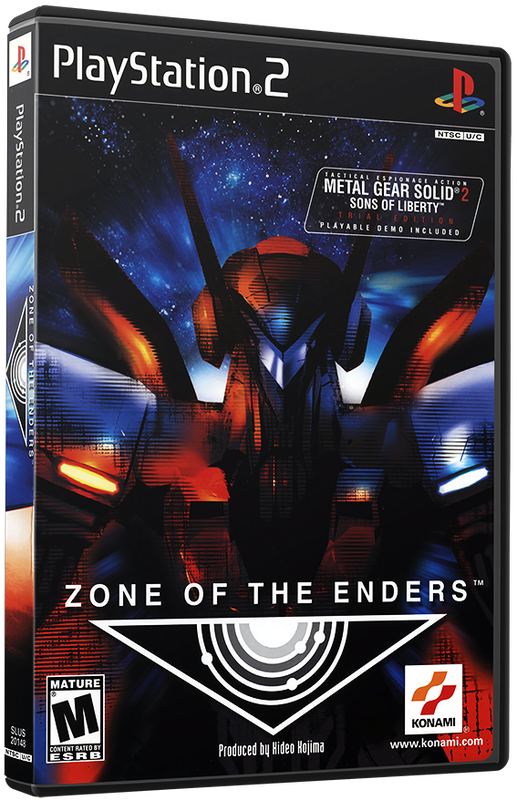 PlayStation®2
NTSC U/C
TACTICAL ESPIONAGE ACTION
METAL GEAR SOLID®2
SONS OF LIBERTY™
TRIAL EDITION
PLAYABLE DEMO INCLUDED
ZONE OF THE ENDERS™
MATURE
M
CONTENT RATED BY
ESRB
Produced by Hideo Kojima
KONAMI®
www.konami.com
PlayStation®2
ZONE OF THE ENDERS™
SLUS
20148
NTSC U/C